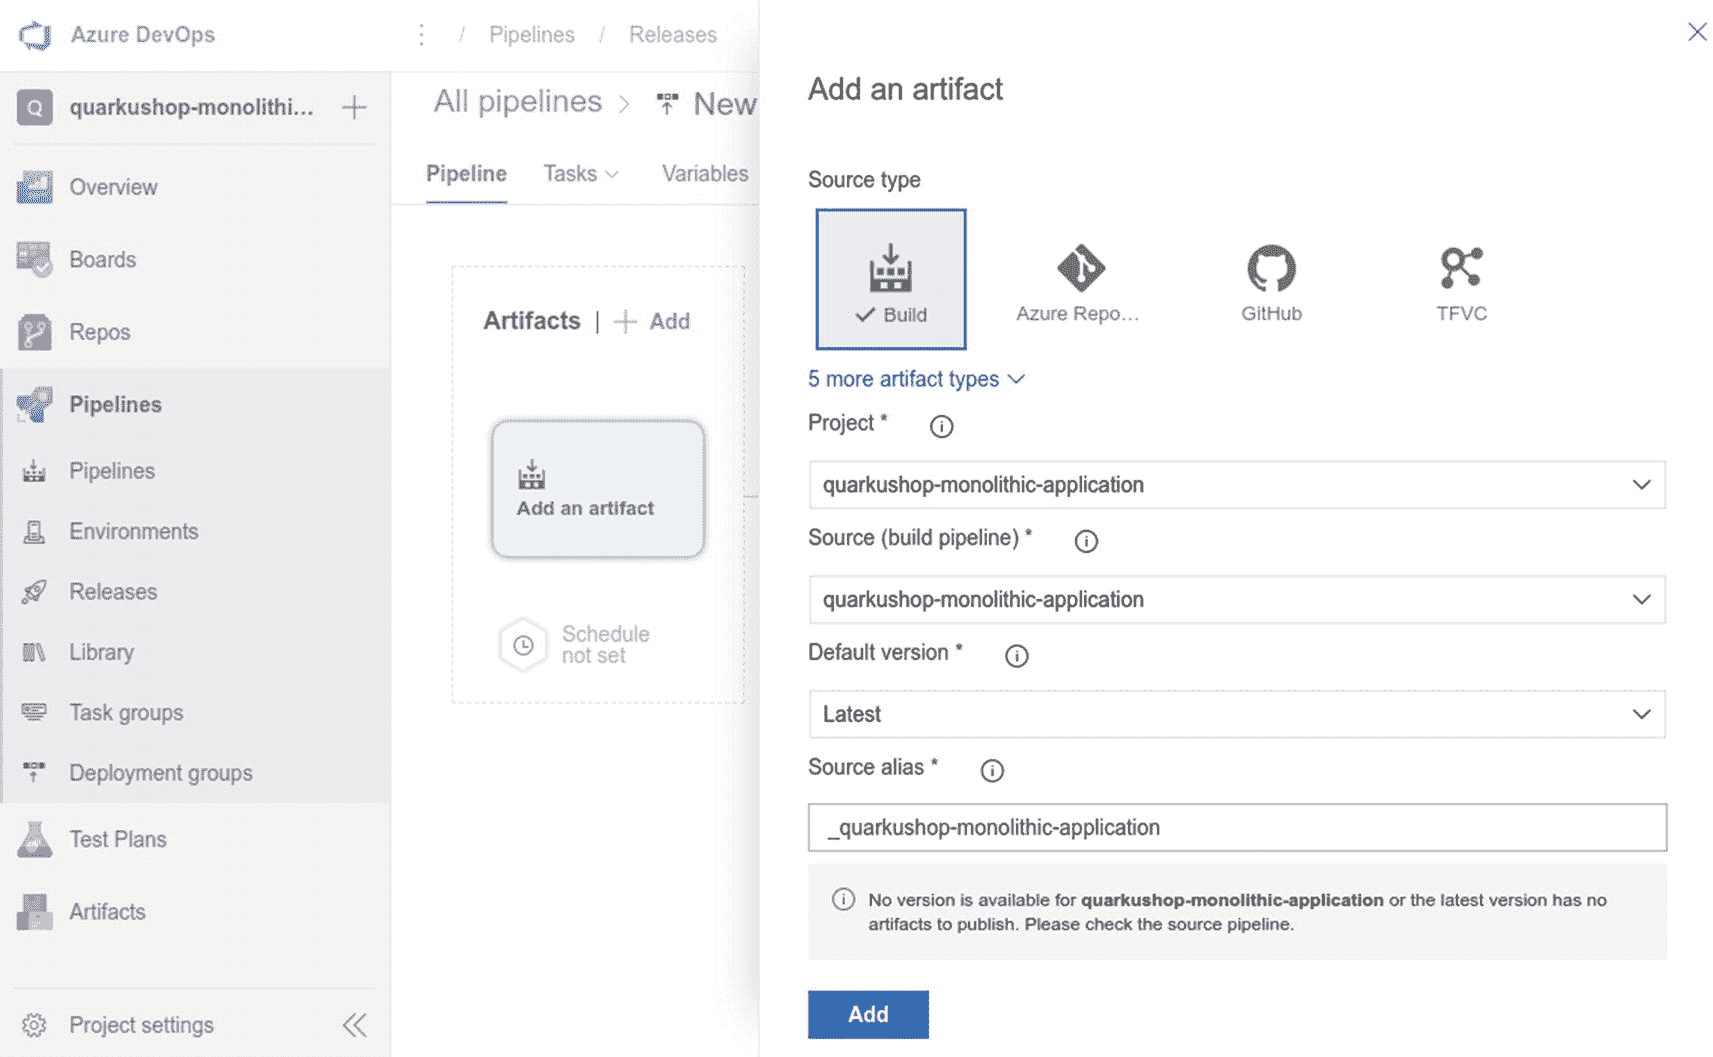 Azure DevOps
/ Pipelines / Releases
Q quarkushop-monolithi...
Overview
Boards
Repos
Pipelines
Pipelines
Environments
Releases
Library
Task groups
Deployment groups
Test Plans
Artifacts
Project settings
All pipelines > New
Pipeline Tasks Variables
Artifacts | + Add
Add an artifact
Schedule
not set
Add an artifact
Source type
Build
Azure Repo...
GitHub
TFVC
5 more artifact types
Project *
quarkushop-monolithic-application
Source (build pipeline) *
quarkushop-monolithic-application
Default version *
Latest
Source alias *
_quarkushop-monolithic-application
No version is available for quarkushop-monolithic-application or the latest version has no
artifacts to publish. Please check the source pipeline.
Add